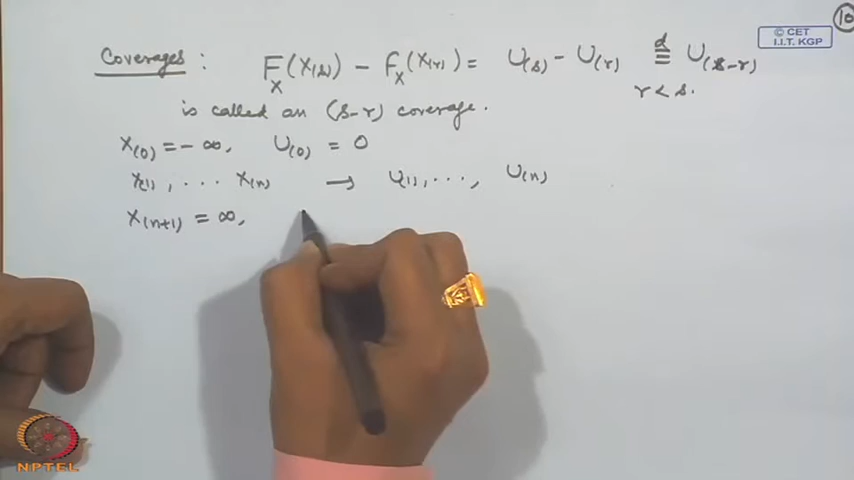 10
© CET
I.I.T. KGP
Coverages : F_X(X_(s)) - F_X(X_(r)) = U_(s) - U_(r) d≡ U_(s-r)
r < s.
is called an (s-r) coverage.
X_(0) = -∞, U_(0) = 0
X_(1), ... X_(n) → U_(1), ..., U_(n)
X_(n+1) = ∞,
NPTEL